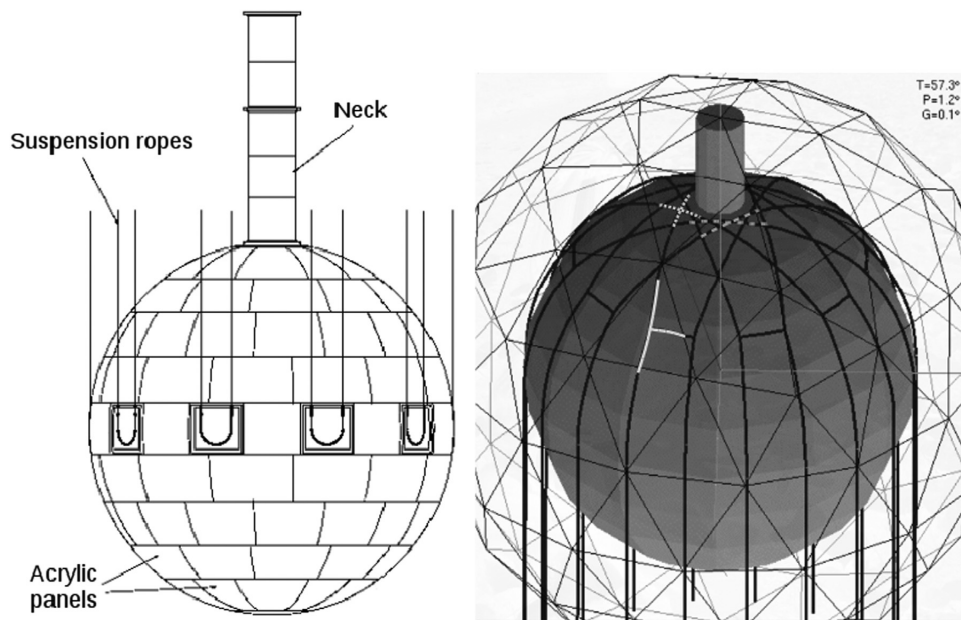 Neck
Suspension ropes
Acrylic
panels
T=57.3°
P=1.2°
G=0.1°